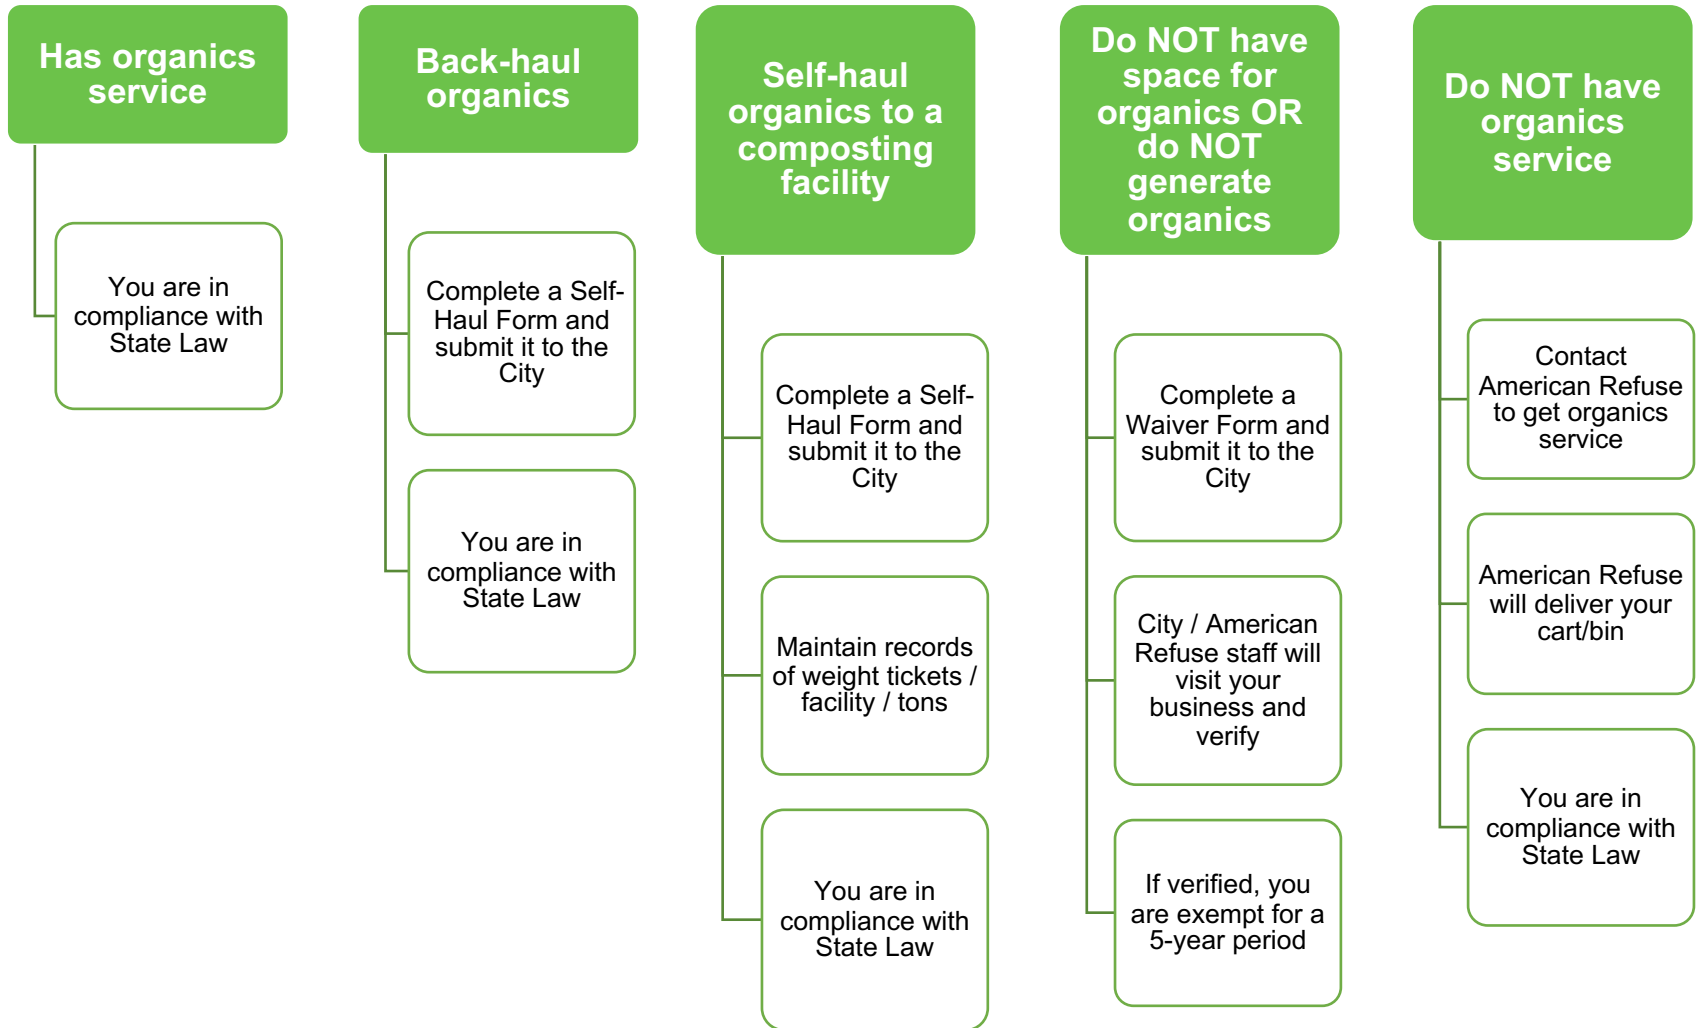 Has organics
service
You are in
compliance with
State Law
Back-haul
organics
Complete a Self-
Haul Form and
submit it to the
City
You are in
compliance with
State Law
Self-haul
organics to a
composting
facility
Complete a Self-
Haul Form and
submit it to the
City
Maintain records
of weight tickets /
facility / tons
You are in
compliance with
State Law
Do NOT have
space for
organics OR
do NOT
generate
organics
Complete a
Waiver Form and
submit it to the
City
City / American
Refuse staff will
visit your
business and
verify
If verified, you
are exempt for a
5-year period
Do NOT have
organics
service
Contact
American Refuse
to get organics
service
American Refuse
will deliver your
cart/bin
You are in
compliance with
State Law